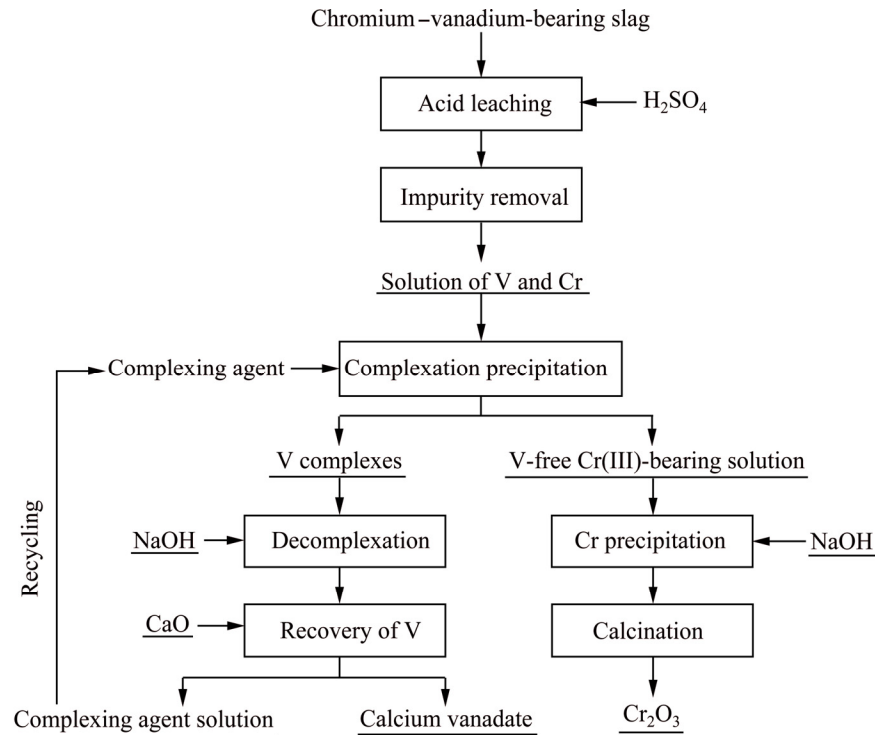 Chromium–vanadium-bearing slag
Acid leaching
H₂SO₄
Impurity removal
Solution of V and Cr
Complexing agent
Complexation precipitation
V complexes
V-free Cr(III)-bearing solution
Recycling
NaOH
Decomplexation
Cr precipitation
NaOH
CaO
Recovery of V
Calcination
Complexing agent solution
Calcium vanadate
Cr₂O₃